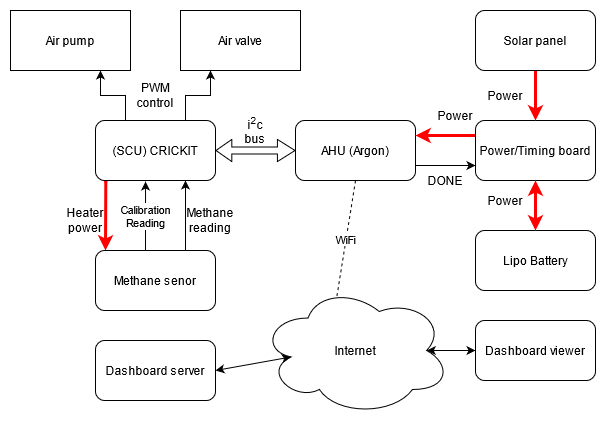 Air pump
Air valve
Solar panel
PWM
control
Power
(SCU) CRICKIT
i²c
bus
AHU (Argon)
Power
Power/Timing board
DONE
Heater
power
Calibration
Reading
Methane
reading
Power
WiFi
Methane senor
Lipo Battery
Dashboard server
Internet
Dashboard viewer